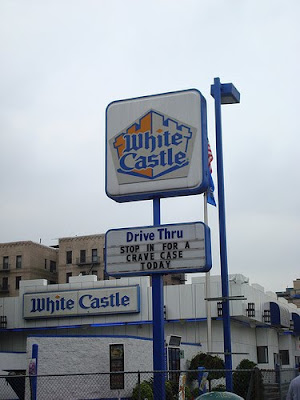 White
Castle
Drive Thru
STOP IN FOR A
CRAVE CASE
TODAY
White Castle